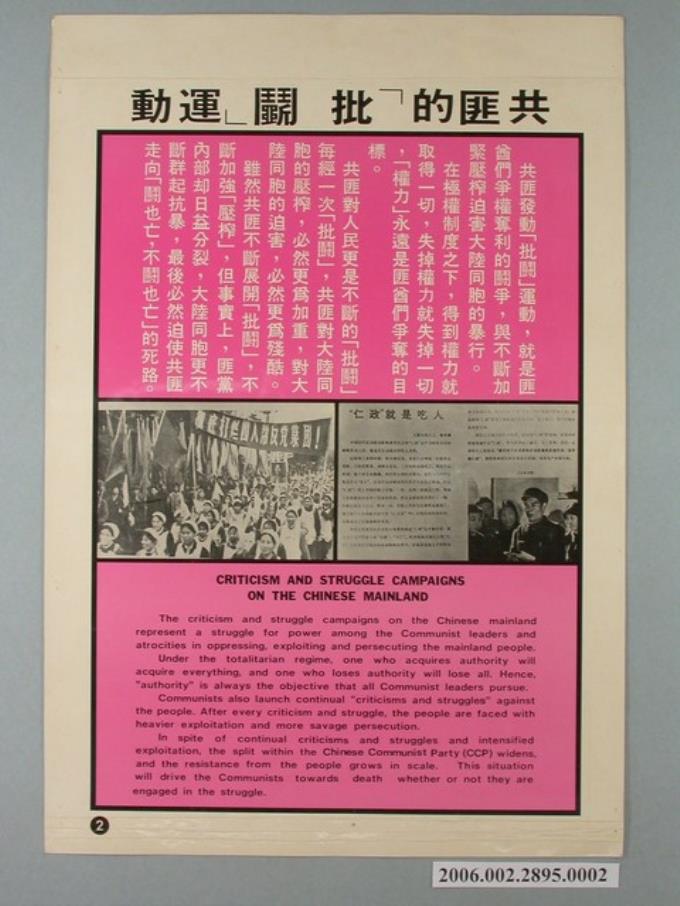 共匪的「批鬪」運動
共匪發動「批鬪」運動，就是匪
酋們爭權奪利的鬪爭，與不斷加
緊壓榨迫害大陸同胞的暴行。
在極權制度之下，得到權力就
取得一切，失掉權力就失掉一切
，「權力」永遠是匪酋們爭奪的目
標。
共匪對人民更是不斷的「批鬪」
每經一次「批鬪」，共匪對大陸同
胞的壓榨，必然更爲加重，對大
陸同胞的迫害，必然更爲殘酷。
雖然共匪不斷展開「批鬪」，不
斷加強「壓榨」，但事實上，匪黨
內部却日益分裂，大陸同胞更不
斷群起抗暴，最後必然迫使共匪
走向「鬪也亡，不鬪也亡」的死路。
四人帮反党集团！
"仁政"就是吃人
CRITICISM AND STRUGGLE CAMPAIGNS
ON THE CHINESE MAINLAND
The criticism and struggle campaigns on the Chinese mainland
represent a struggle for power among the Communist leaders and
atrocities in oppressing, exploiting and persecuting the mainland people.
Under the totalitarian regime, one who acquires authority will
acquire everything, and one who loses authority will lose all. Hence,
"authority" is always the objective that all Communist leaders pursue.
Communists also launch continual "criticisms and struggles" against
the people. After every criticism and struggle, the people are faced with
heavier exploitation and more savage persecution.
In spite of continual criticisms and struggles and intensified
exploitation, the split within the Chinese Communist Party (CCP) widens,
and the resistance from the people grows in scale. This situation
will drive the Communists towards death whether or not they are
engaged in the struggle.
2
2006.002.2895.0002